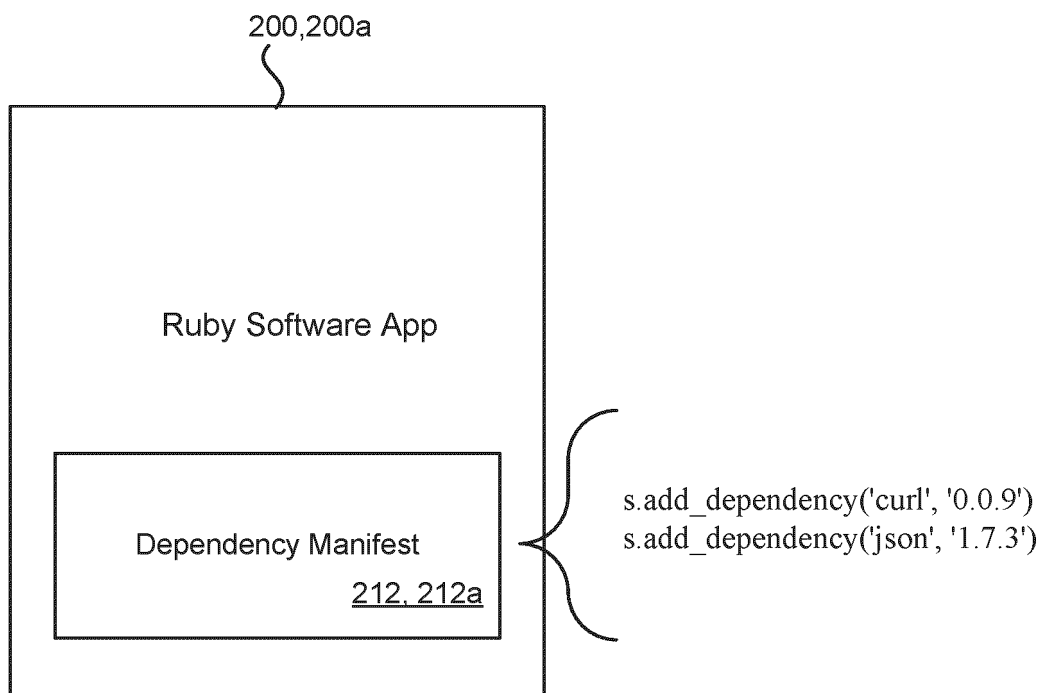 200,200a
Ruby Software App
Dependency Manifest
212, 212a
s.add_dependency('curl', '0.0.9')
s.add_dependency('json', '1.7.3')